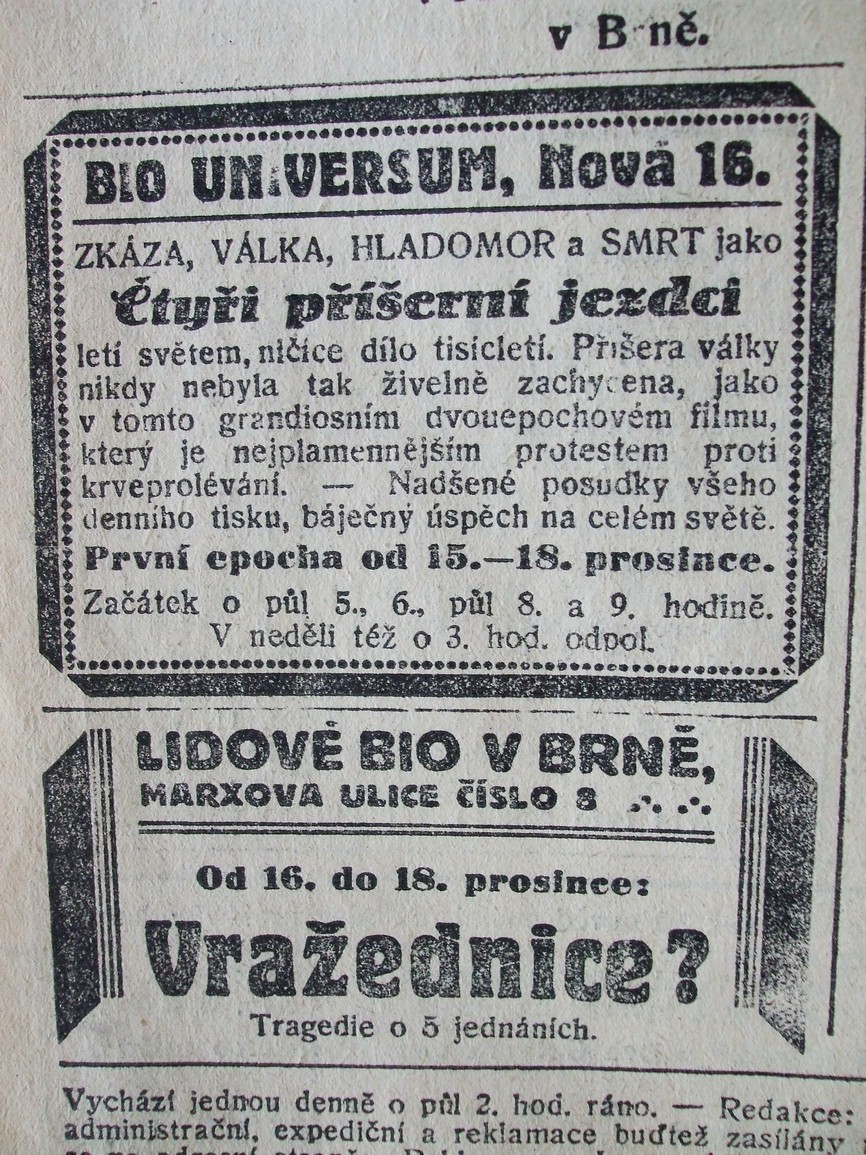 v Brně.
BIO UNIVERSUM, Nová 16.
ZKÁZA, VÁLKA, HLADOMOR a SMRT jako
Čtyři příšerní jezdci
letí světem, ničíce dílo tisíciletí. Příšera války
nikdy nebyla tak živelně zachycena, jako
v tomto grandiosním dvouepochovém filmu,
který je nejplamennějším protestem proti
krveprolévání. — Nadšené posudky všeho
denního tisku, báječný úspěch na celém světě.
První epocha od 15.—18. prosince.
Začátek o půl 5., 6., půl 8. a 9. hodině.
V neděli též o 3. hod. odpol.
LIDOVÉ BIO V BRNĚ,
MARXOVA ULICE ČÍSLO 8
Od 16. do 18. prosince:
Vražednice?
Tragedie o 5 jednáních.
Vychází jednou denně o půl 2. hod. ráno. — Redakce:
administrační, expediční a reklamace buďtež zasílány